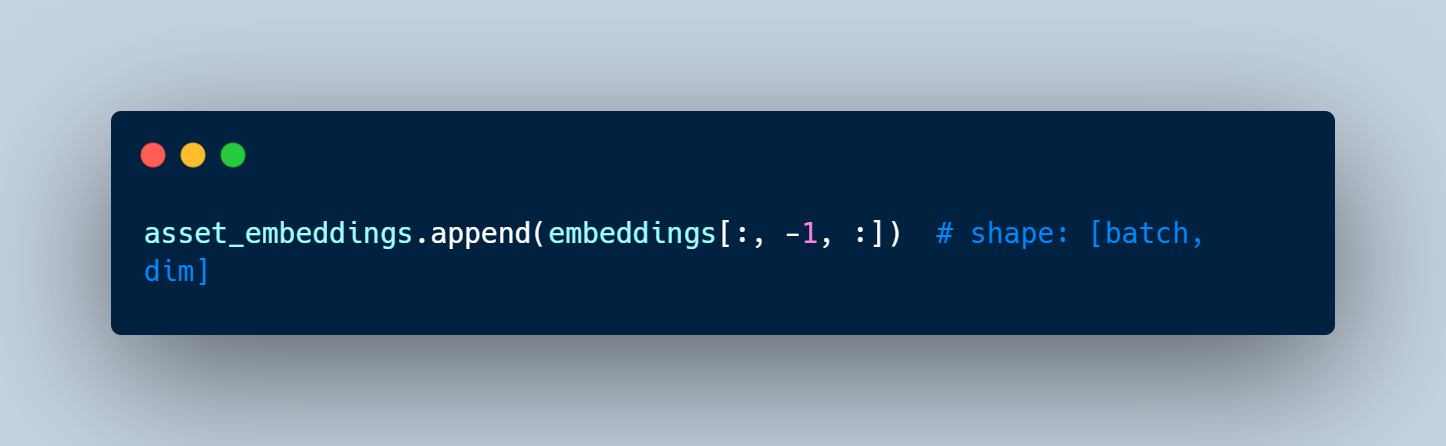 asset_embeddings.append(embeddings[:, -1, :])  # shape: [batch,
dim]